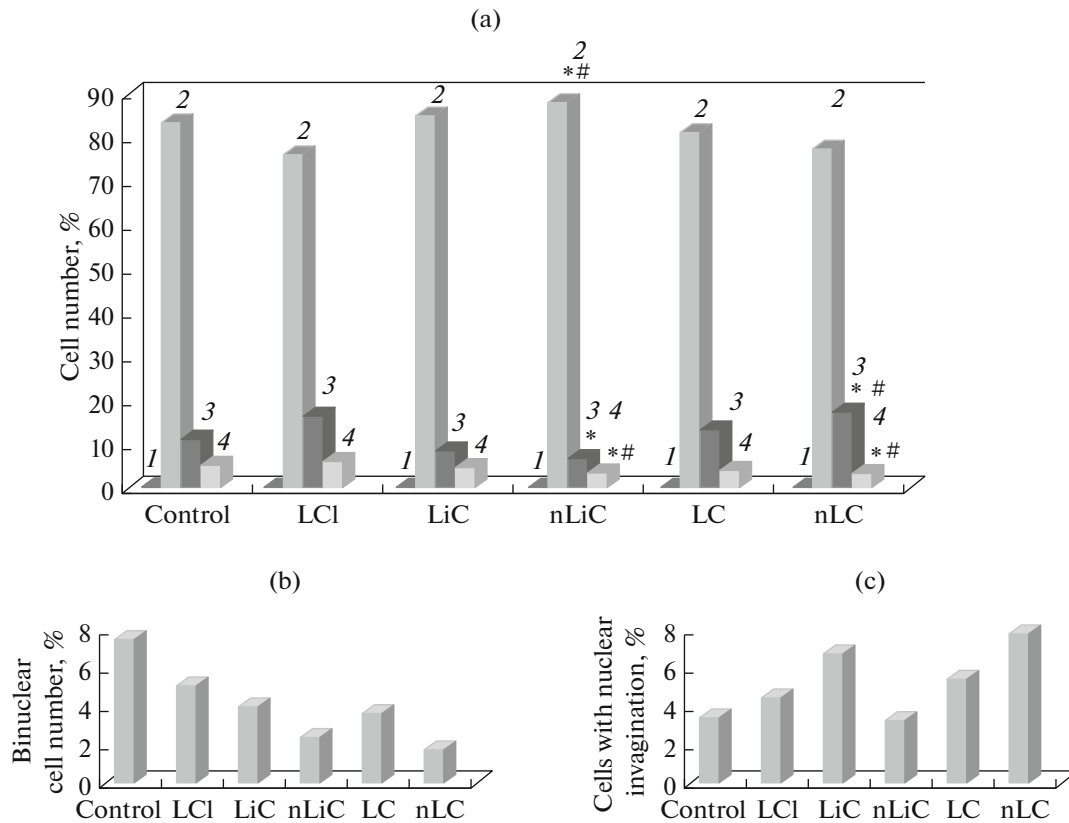 (a)
Cell number, %
90
80
70
60
50
40
30
20
10
0
1 2 3 4
1 2 3 4
1 2 3 4
1 2 *# 3 * 4 *#
1 2 3 4
1 2 3 * # 4 *#
Control LCl LiC nLiC LC nLC
(b)
Binuclear
cell number, %
8
6
4
2
0
Control LCl LiC nLiC LC nLC
(c)
Cells with nuclear
invagination, %
8
6
4
2
0
Control LCl LiC nLiC LC nLC